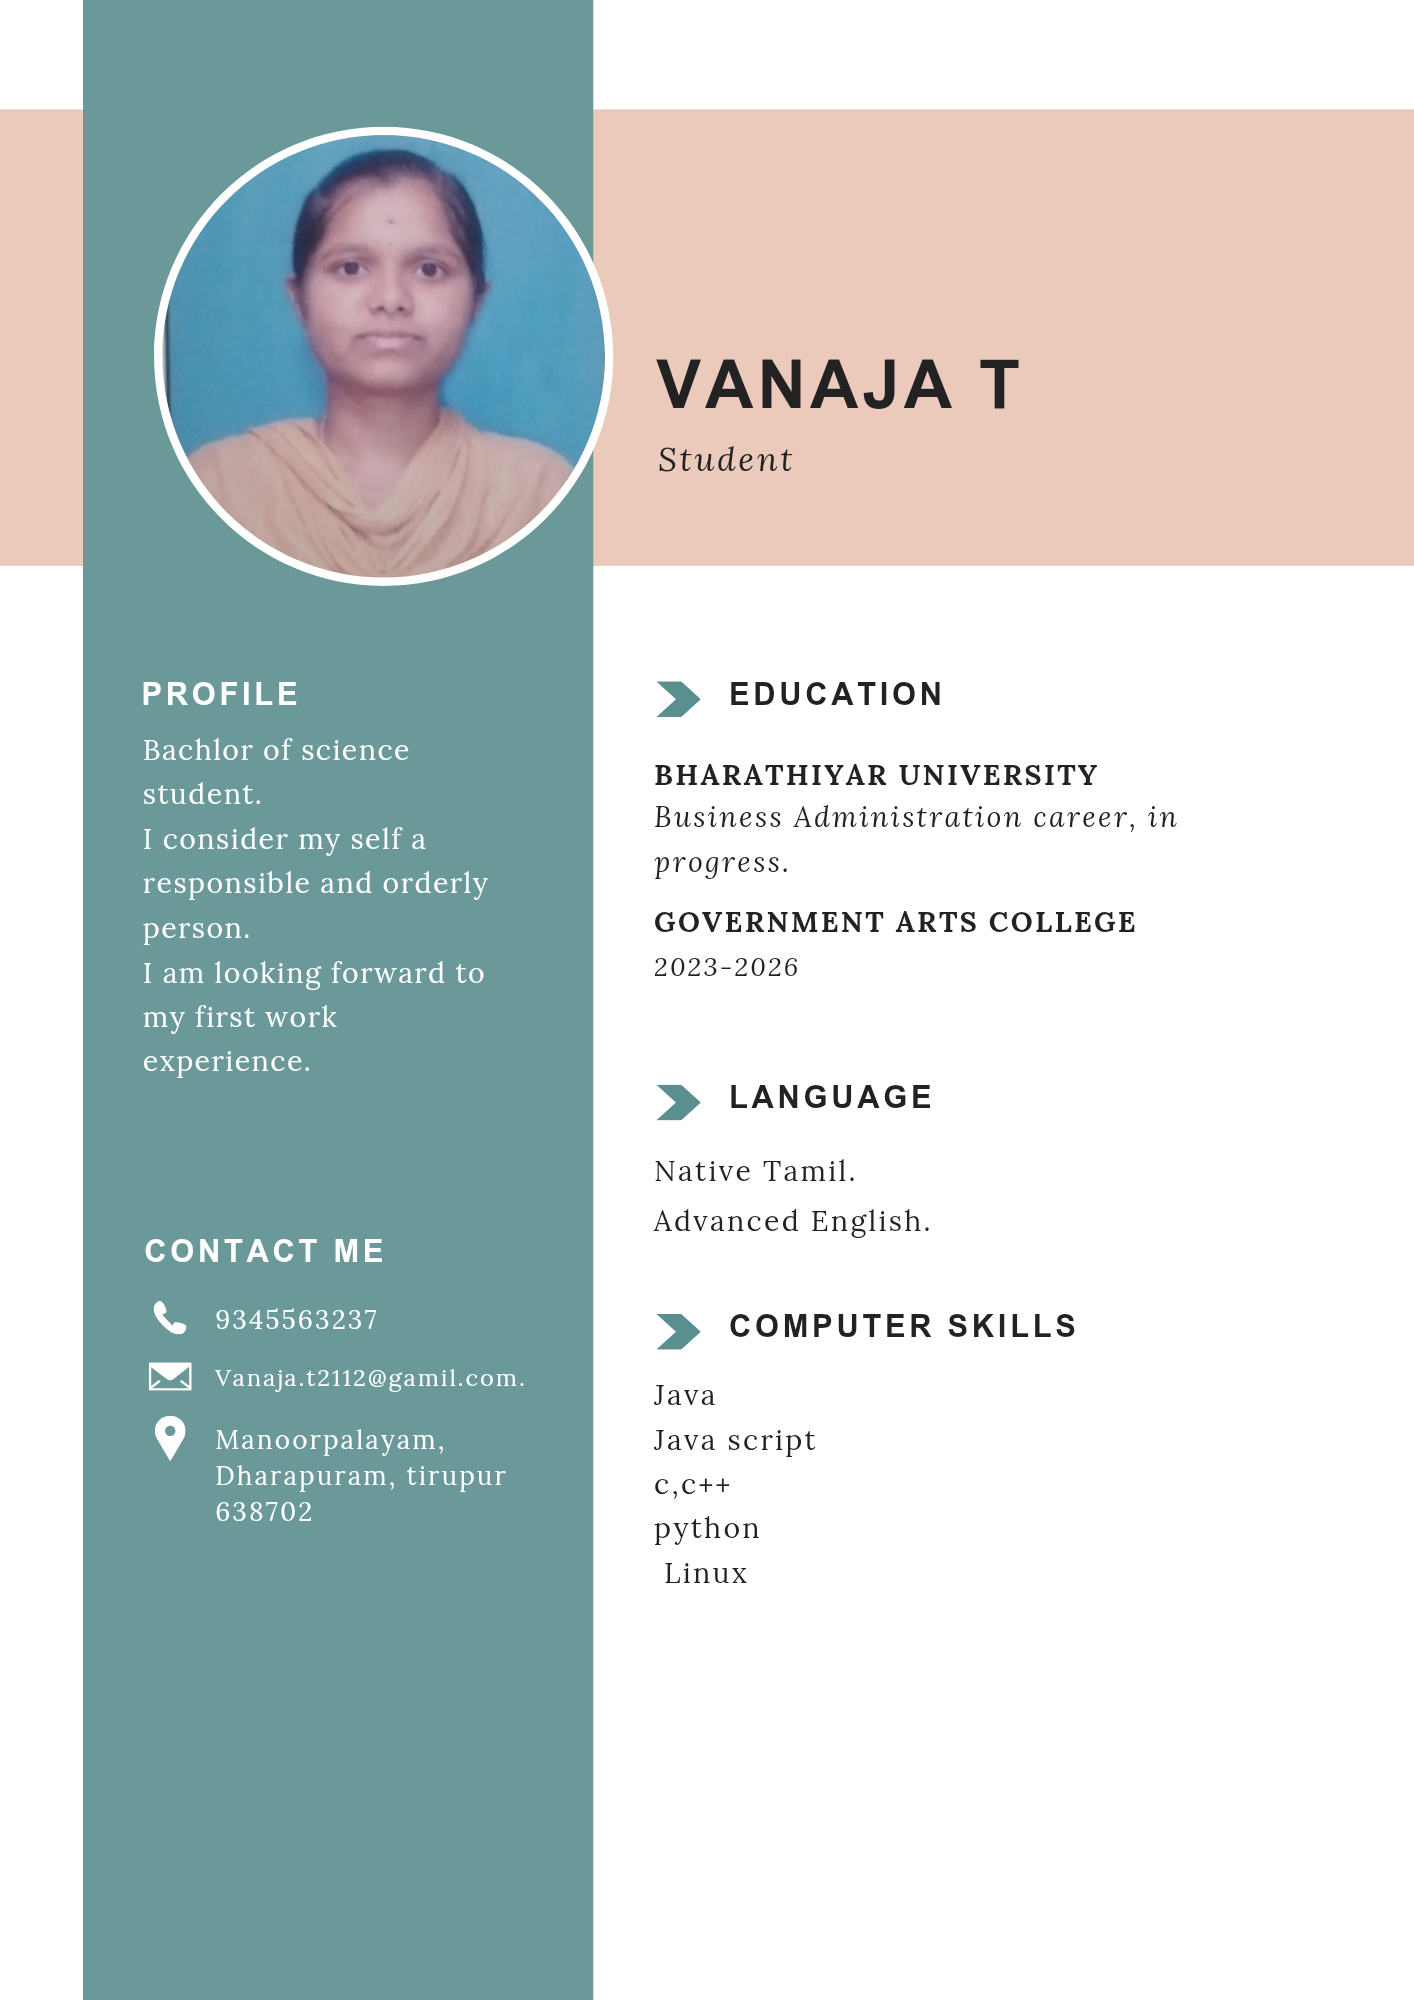 VANAJA T
Student
PROFILE
Bachlor of science
student.
I consider my self a
responsible and orderly
person.
I am looking forward to
my first work
experience.
CONTACT ME
9345563237
Vanaja.t2112@gamil.com.
Manoorpalayam,
Dharapuram, tirupur
638702
EDUCATION
BHARATHIYAR UNIVERSITY
Business Administration career, in
progress.
GOVERNMENT ARTS COLLEGE
2023-2026
LANGUAGE
Native Tamil.
Advanced English.
COMPUTER SKILLS
Java
Java script
c,c++
python
Linux